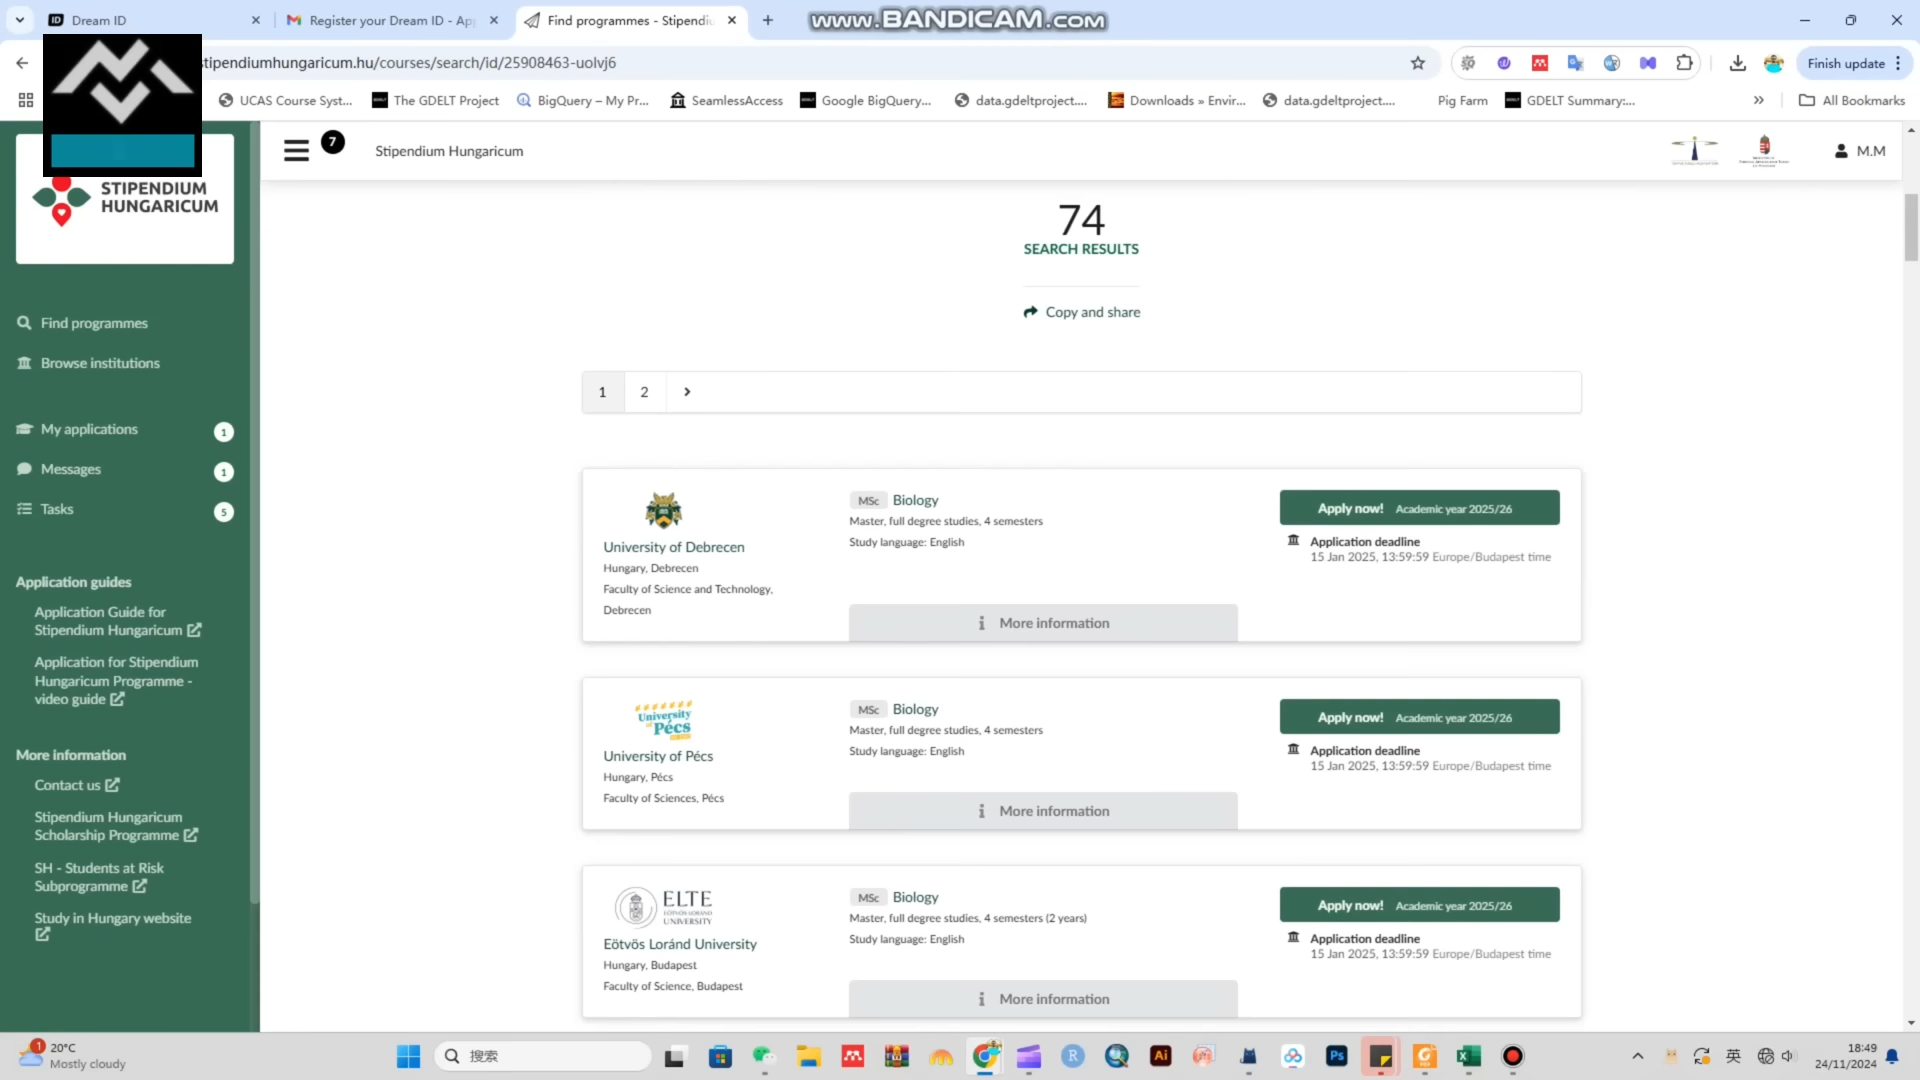 Dream ID
Register your Dream ID - Ap
Find programmes - Stipendiu
www.BANDICAM.com
stipendiumhungaricum.hu/courses/search/id/25908463-uolvj6
Finish update
UCAS Course Syst...
The GDELT Project
BigQuery – My Pr...
SeamlessAccess
Google BigQuery...
data.gdeltproject....
Downloads » Envir...
data.gdeltproject....
Pig Farm
GDELT Summary:...
All Bookmarks
STIPENDIUM
HUNGARICUM
7
Stipendium Hungaricum
M.M
Find programmes
Browse institutions
My applications 1
Messages 1
Tasks 5
Application guides
Application Guide for
Stipendium Hungaricum
Application for Stipendium
Hungaricum Programme -
video guide
More information
Contact us
Stipendium Hungaricum
Scholarship Programme
SH - Students at Risk
Subprogramme
Study in Hungary website
74
SEARCH RESULTS
Copy and share
1 2
University of Debrecen
Hungary, Debrecen
Faculty of Science and Technology,
Debrecen
MSc Biology
Master, full degree studies, 4 semesters
Study language: English
More information
Apply now! Academic year 2025/26
Application deadline
15 Jan 2025, 13:59:59 Europe/Budapest time
University
of Pécs
University of Pécs
Hungary, Pécs
Faculty of Sciences, Pécs
MSc Biology
Master, full degree studies, 4 semesters
Study language: English
More information
Apply now! Academic year 2025/26
Application deadline
15 Jan 2025, 13:59:59 Europe/Budapest time
ELTE
EÖTVÖS LORÁND
UNIVERSITY
Eötvös Loránd University
Hungary, Budapest
Faculty of Science, Budapest
MSc Biology
Master, full degree studies, 4 semesters (2 years)
Study language: English
More information
Apply now! Academic year 2025/26
Application deadline
15 Jan 2025, 13:59:59 Europe/Budapest time
1
20°C
Mostly cloudy
搜索
R
Ai
Ps
英
18:49
24/11/2024